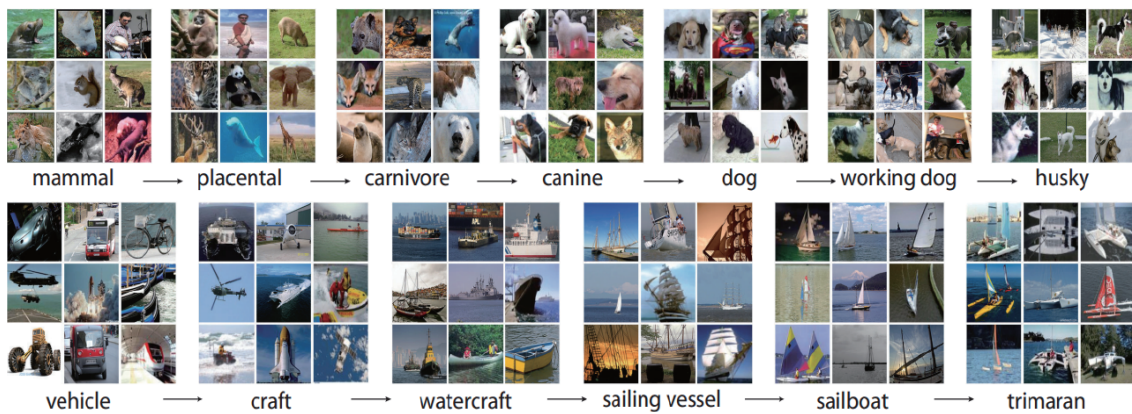 mammal → placental → carnivore → canine → dog → working dog → husky
vehicle → craft → watercraft → sailing vessel → sailboat → trimaran